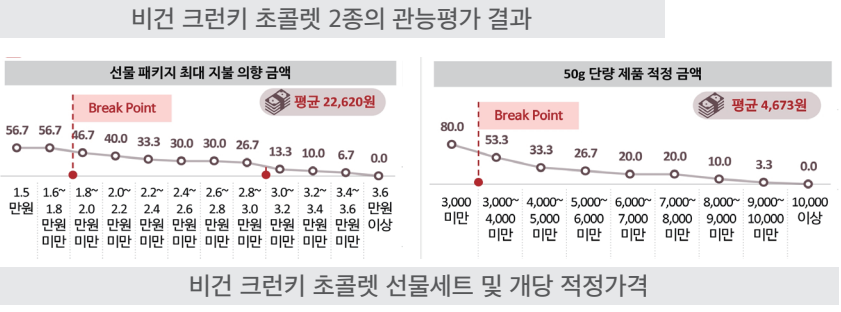 비건 크런키 초콜렛 2종의 관능평가 결과
선물 패키지 최대 지불 의향 금액
평균 22,620원
Break Point
56.7 56.7 46.7 40.0 33.3 30.0 30.0 26.7 13.3 10.0 6.7 0.0
1.5 1.6~ 1.8~ 2.0~ 2.2~ 2.4~ 2.6~ 2.8~ 3.0~ 3.2~ 3.4~ 3.6
만원 1.8 2.0 2.2 2.4 2.6 2.8 3.0 3.2 3.4 3.6 만원
만원 만원 만원 만원 만원 만원 만원 만원 만원 만원 이상
미만 미만 미만 미만 미만 미만 미만 미만 미만 미만
50g 단량 제품 적정 금액
평균 4,673원
Break Point
80.0 53.3 33.3 26.7 20.0 20.0 10.0 3.3 0.0
3,000 3,000~ 4,000~ 5,000~ 6,000~ 7,000~ 8,000~ 9,000~ 10,000
미만 4,000 5,000 6,000 7,000 8,000 9,000 10,000 이상
미만 미만 미만 미만 미만 미만 미만
비건 크런키 초콜렛 선물세트 및 개당 적정가격